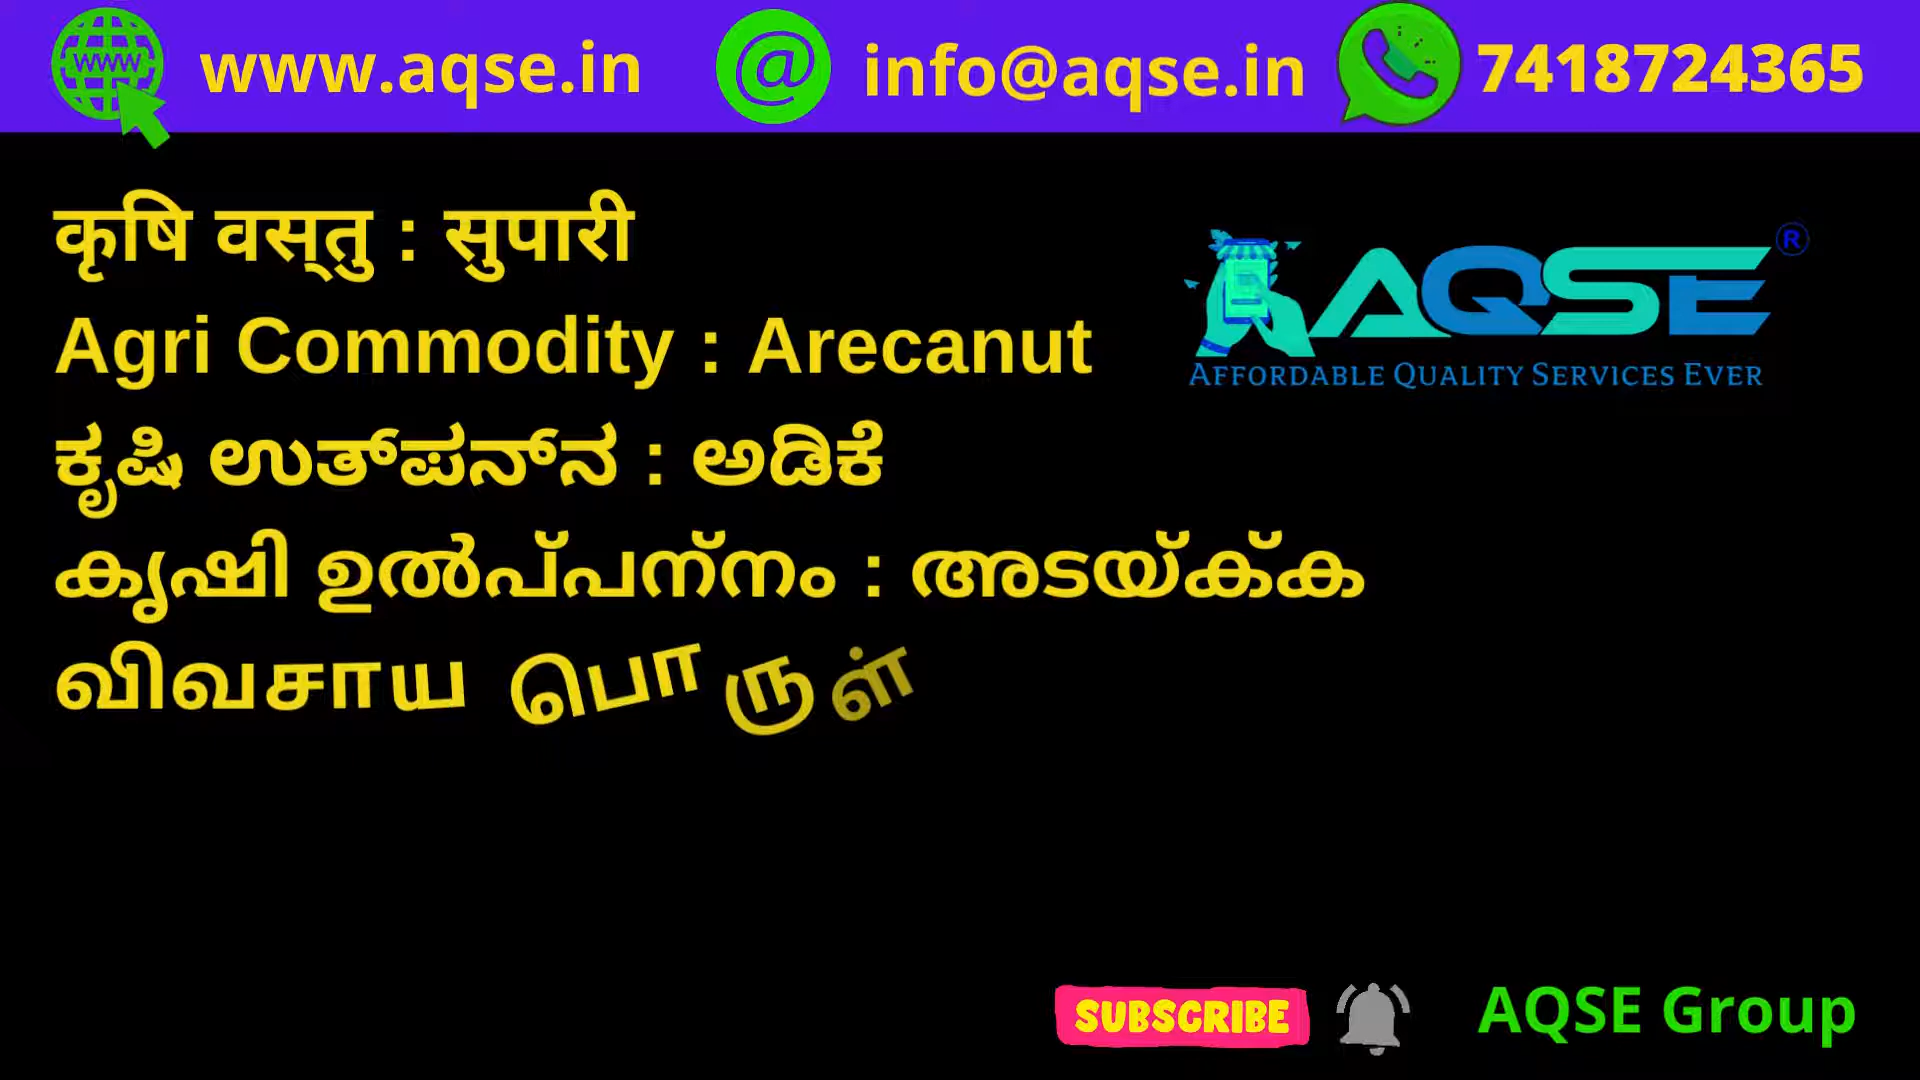 www www.aqse.in @ info@aqse.in 7418724365
कृषि वस्‌तु : सुपारी
AQSE ®
Agri Commodity : Arecanut
AFFORDABLE QUALITY SERVICES EVER
ಕೃಷಿ ಉತ್‌ಪನ್‌ನ : ಅಡಿಕೆ
കൃഷി ഉൽപ്‌പന്‌നം : അടയ്‌ക്‌ക
விவசாய பொருள்
SUBSCRIBE AQSE Group